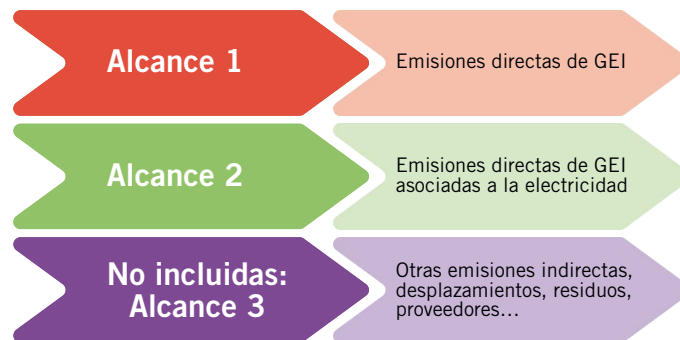 Alcance 1
Emisiones directas de GEI
Alcance 2
Emisiones directas de GEI
asociadas a la electricidad
No incluidas:
Alcance 3
Otras emisiones indirectas,
desplazamientos, residuos,
proveedores...